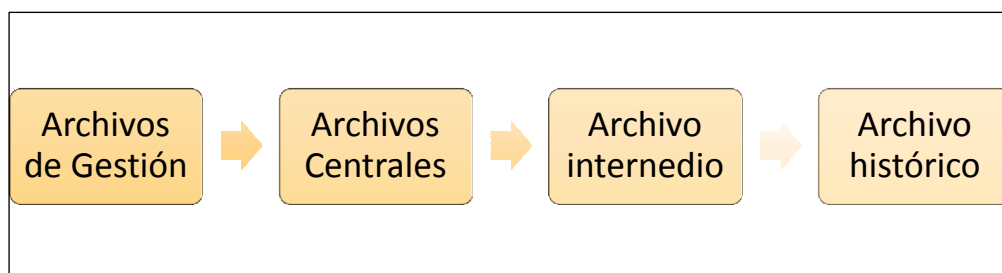 Archivos
de Gestión
Archivos
Centrales
Archivo
internedio
Archivo
histórico